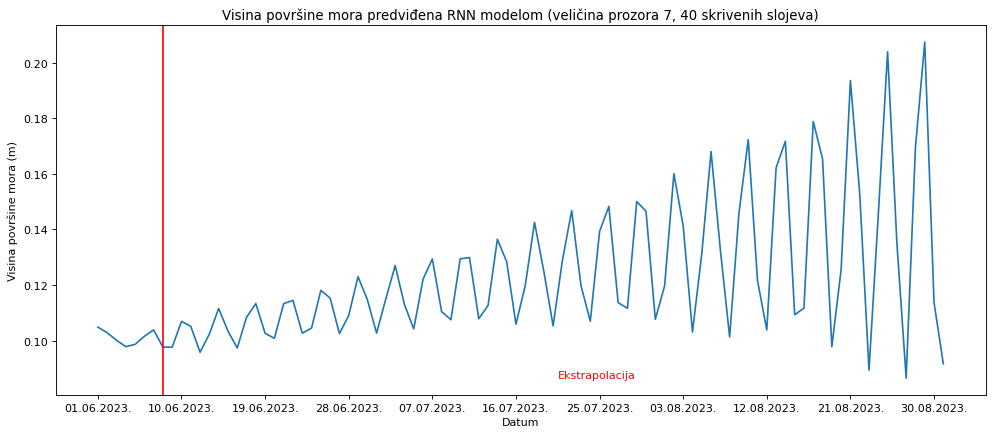 Visina površine mora predviđena RNN modelom (veličina prozora 7, 40 skrivenih slojeva)
Visina površine mora (m)
0.20
0.18
0.16
0.14
0.12
0.10
Ekstrapolacija
01.06.2023. 10.06.2023. 19.06.2023. 28.06.2023. 07.07.2023. 16.07.2023. 25.07.2023. 03.08.2023. 12.08.2023. 21.08.2023. 30.08.2023.
Datum